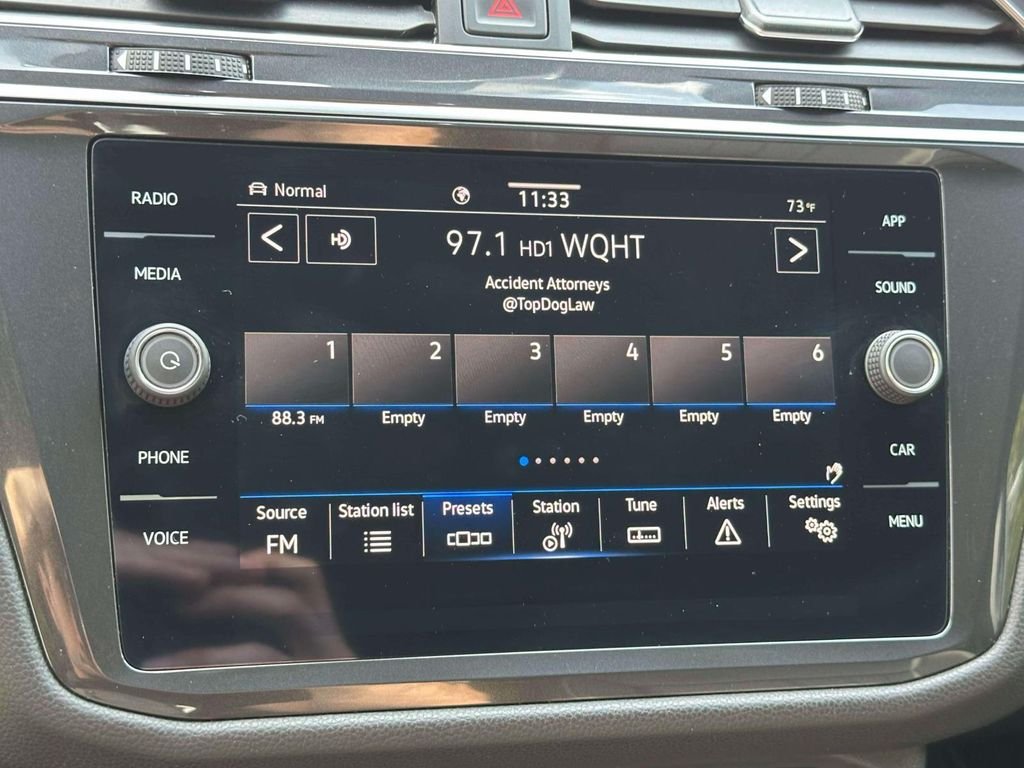 RADIO
MEDIA
PHONE
VOICE
Normal
11:33
73°F
97.1 HD1 WQHT
Accident Attorneys
@TopDogLaw
1 2 3 4 5 6
88.3 FM Empty Empty Empty Empty Empty
Source Station list Presets Station Tune Alerts Settings
FM
APP
SOUND
CAR
MENU